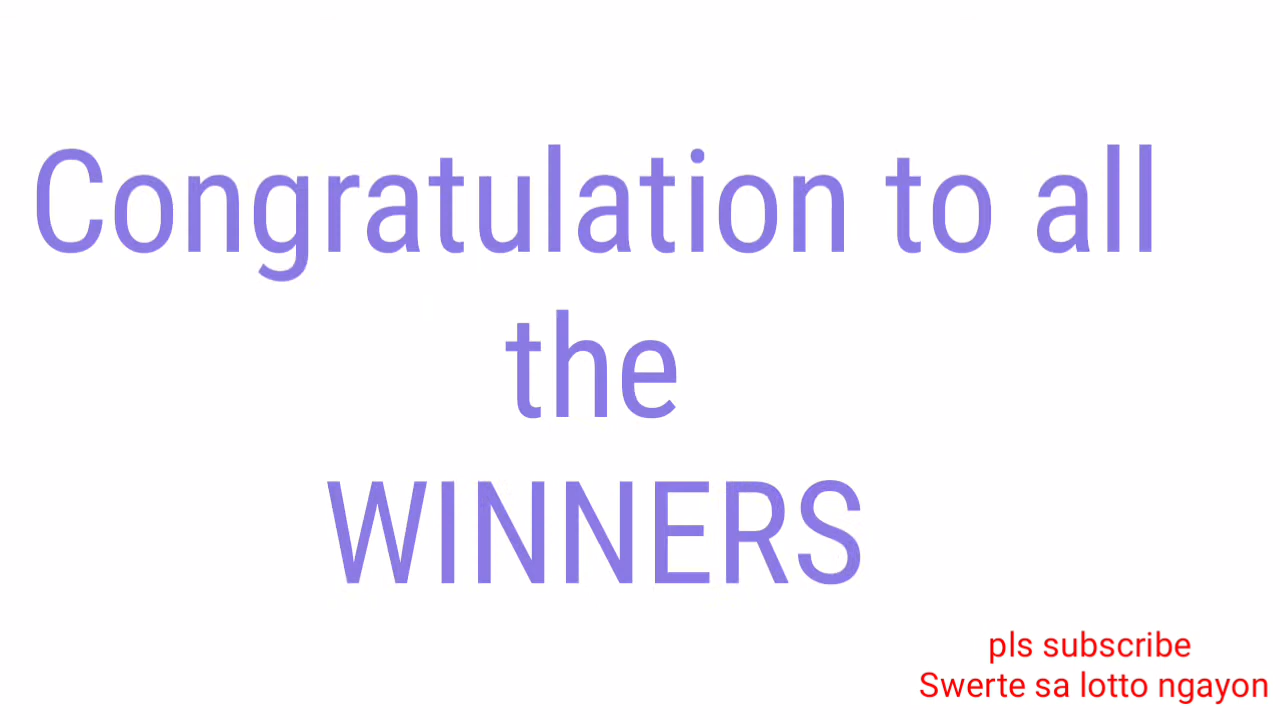 Congratulation to all
the
WINNERS
pls subscribe
Swerte sa lotto ngayon